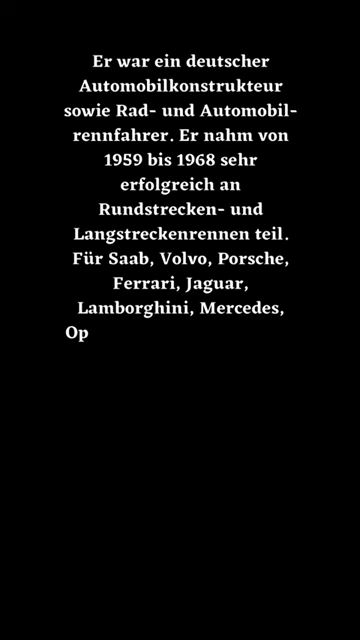 Er war ein deutscher
Automobilkonstrukteur
sowie Rad- und Automobil-
rennfahrer. Er nahm von
1959 bis 1968 sehr
erfolgreich an
Rundstrecken- und
Langstreckenrennen teil.
Für Saab, Volvo, Porsche,
Ferrari, Jaguar,
Lamborghini, Mercedes,
Op